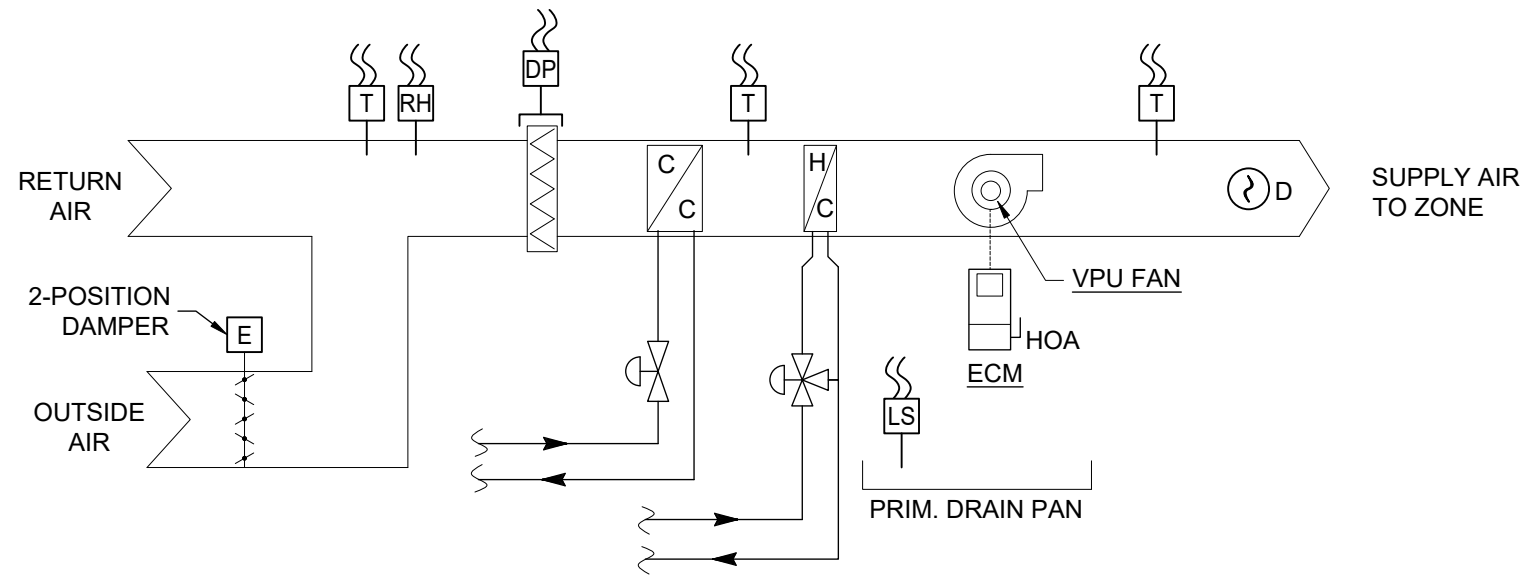 DP
T
RH
T
T
RETURN
AIR
C
C
H
C
D
SUPPLY AIR
TO ZONE
2-POSITION
DAMPER
E
VPU FAN
HOA
ECM
OUTSIDE
AIR
LS
PRIM. DRAIN PAN